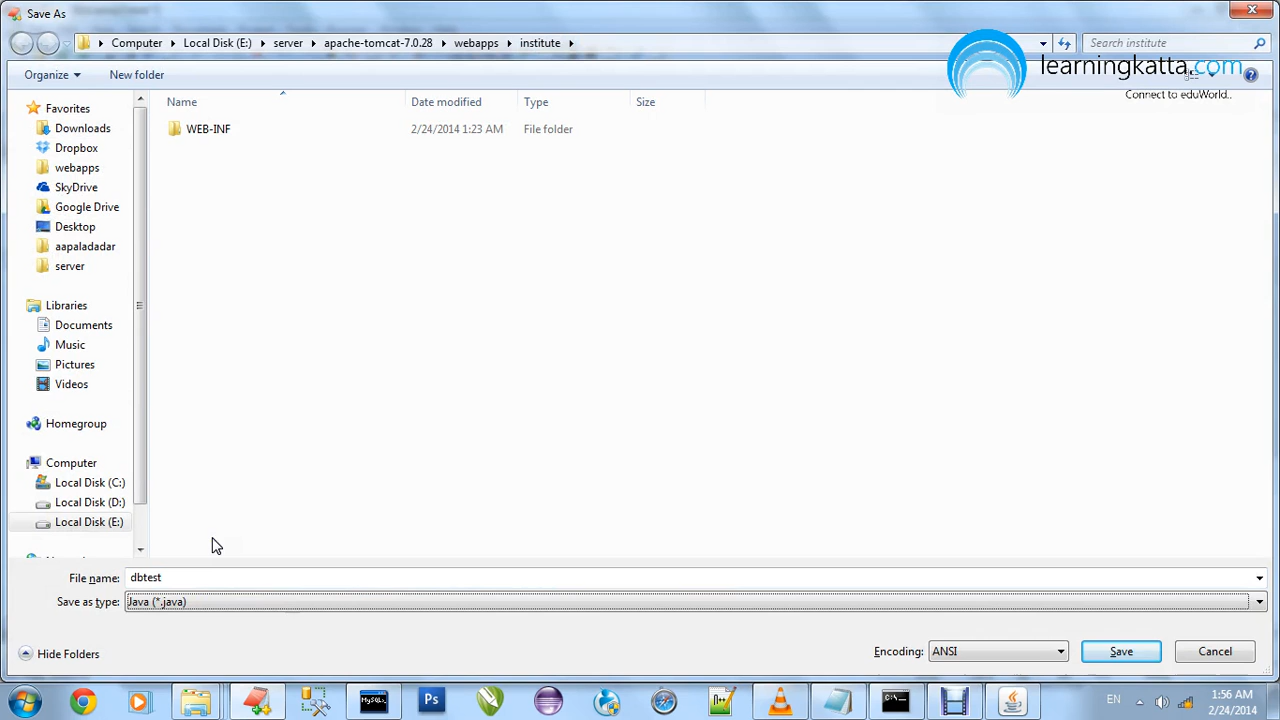 Save As
Computer ▸ Local Disk (E:) ▸ server ▸ apache-tomcat-7.0.28 ▸ webapps ▸ institute ▸
Search institute
learningkatta.com
Connect to eduWorld..
Organize
New folder
Name
Date modified
Type
Size
WEB-INF
2/24/2014 1:23 AM
File folder
Favorites
Downloads
Dropbox
webapps
SkyDrive
Google Drive
Desktop
aapaladadar
server
Libraries
Documents
Music
Pictures
Videos
Homegroup
Computer
Local Disk (C:)
Local Disk (D:)
Local Disk (E:)
File name: dbtest
Save as type: Java (*.java)
Hide Folders
Encoding: ANSI
Save
Cancel
MySQL
Ps
C:\
EN
1:56 AM
2/24/2014